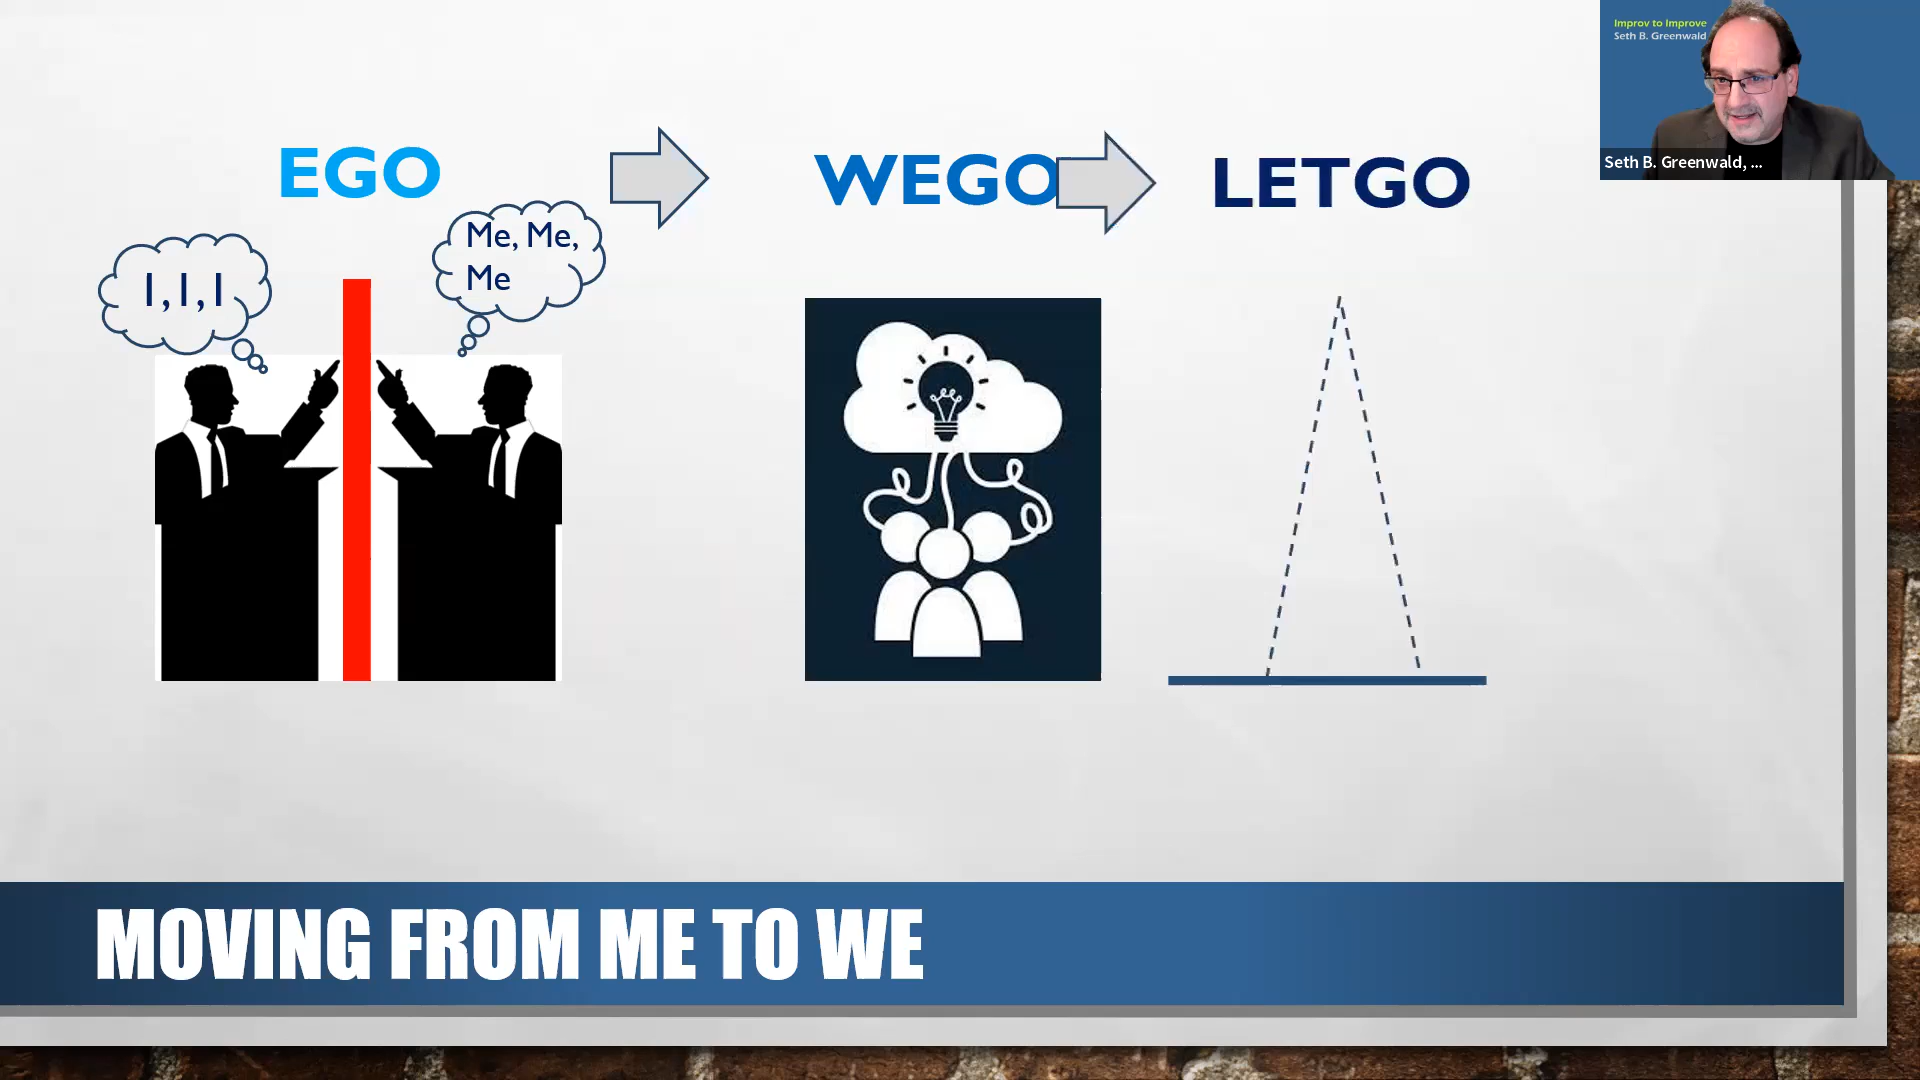 Improv to Improve
Seth B. Greenwald
Seth B. Greenwald, ...
EGO
WEGO
LETGO
I, I, I
Me, Me,
Me
MOVING FROM ME TO WE